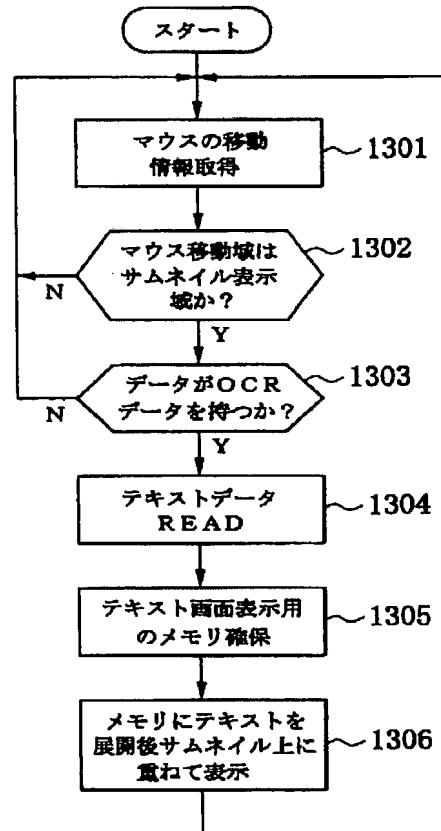 スタート
マウスの移動
情報取得
1301
マウス移動域は
サムネイル表示
域か?
1302
N
Y
データがOCR
データを持つか?
1303
N
Y
テキストデータ
READ
1304
テキスト画面表示用
のメモリ確保
1305
メモリにテキストを
展開後サムネイル上に
重ねて表示
1306